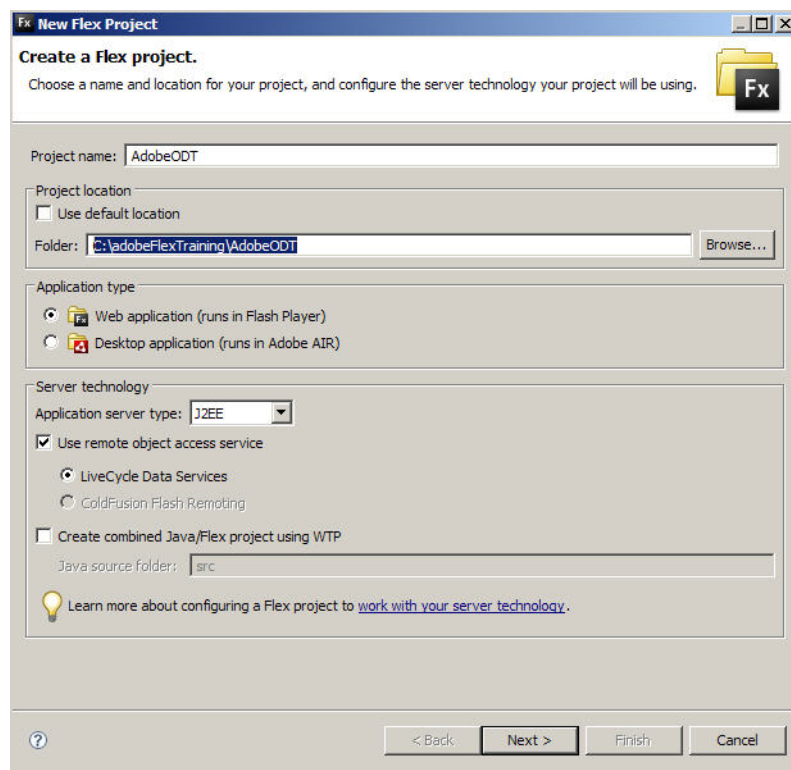 Fx New Flex Project
Create a Flex project.
Choose a name and location for your project, and configure the server technology your project will be using.
Fx
Project name: AdobeODT
Project location
Use default location
Folder: C:\adobeFlexTraining\AdobeODT Browse...
Application type
Web application (runs in Flash Player)
Desktop application (runs in Adobe AIR)
Server technology
Application server type: J2EE
Use remote object access service
LiveCycle Data Services
ColdFusion Flash Remoting
Create combined Java/Flex project using WTP
Java source folder: src
Learn more about configuring a Flex project to work with your server technology.
? < Back Next > Finish Cancel